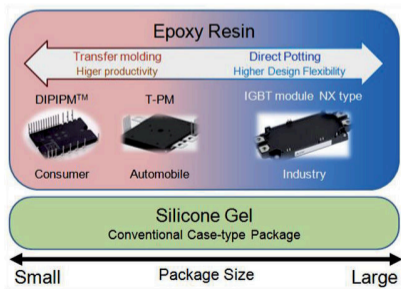 Epoxy Resin
Transfer molding
Higer productivity
Direct Potting
Higher Design Flexibility
DIPIPM™
T-PM
IGBT module NX type
Consumer
Automobile
Industry
Silicone Gel
Conventional Case-type Package
Small
Package Size
Large